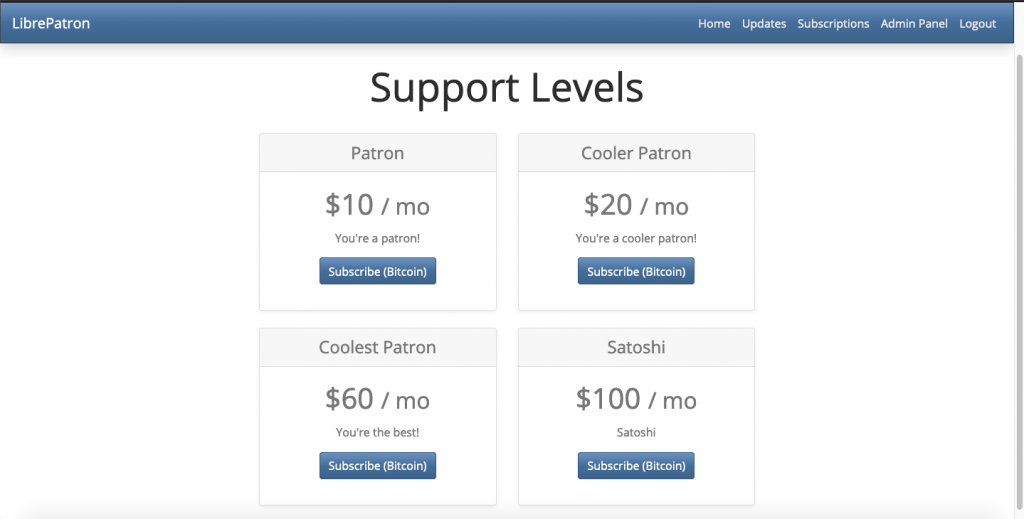 LibrePatron
Home Updates Subscriptions Admin Panel Logout
Support Levels
Patron
$10 / mo
You're a patron!
Subscribe (Bitcoin)
Cooler Patron
$20 / mo
You're a cooler patron!
Subscribe (Bitcoin)
Coolest Patron
$60 / mo
You're the best!
Subscribe (Bitcoin)
Satoshi
$100 / mo
Satoshi
Subscribe (Bitcoin)